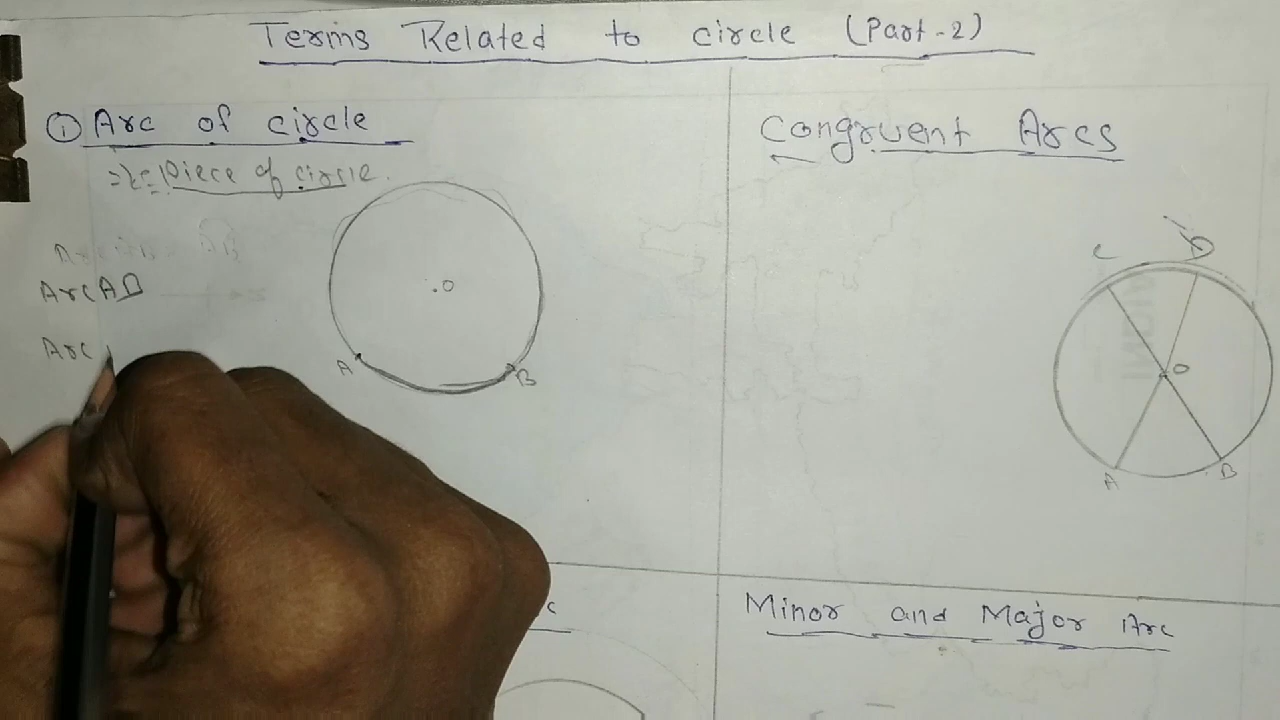 Terms Related to circle (Part-2)
① Arc of circle
Piece of circle.
Arc AB
Arc
.O
A
B
Congruent Arcs
C
D
O
A
B
c
Minor and Major Arc